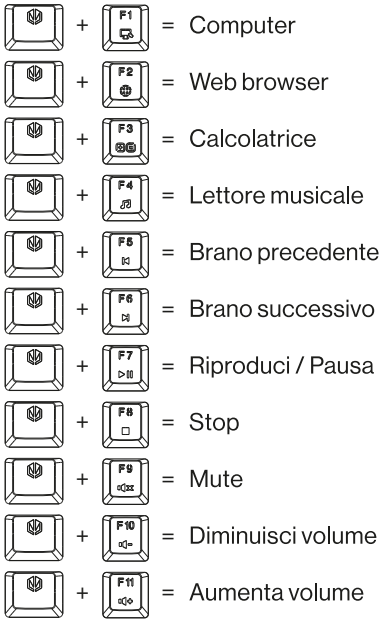 + F1 = Computer
+ F2 = Web browser
+ F3 = Calcolatrice
+ F4 = Lettore musicale
+ F5 = Brano precedente
+ F6 = Brano successivo
+ F7 = Riproduci / Pausa
+ F8 = Stop
+ F9 = Mute
+ F10 = Diminuisci volume
+ F11 = Aumenta volume